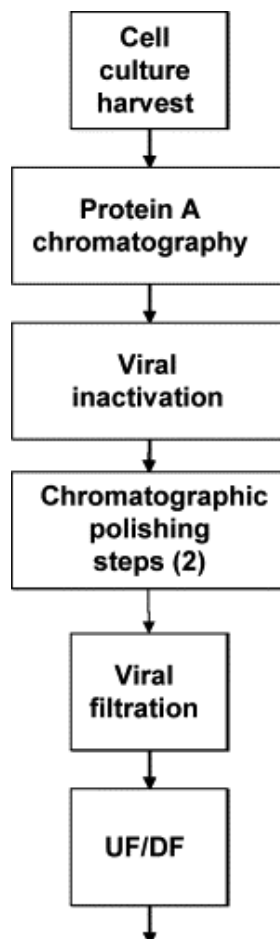 Cell
culture
harvest
Protein A
chromatography
Viral
inactivation
Chromatographic
polishing
steps (2)
Viral
filtration
UF/DF